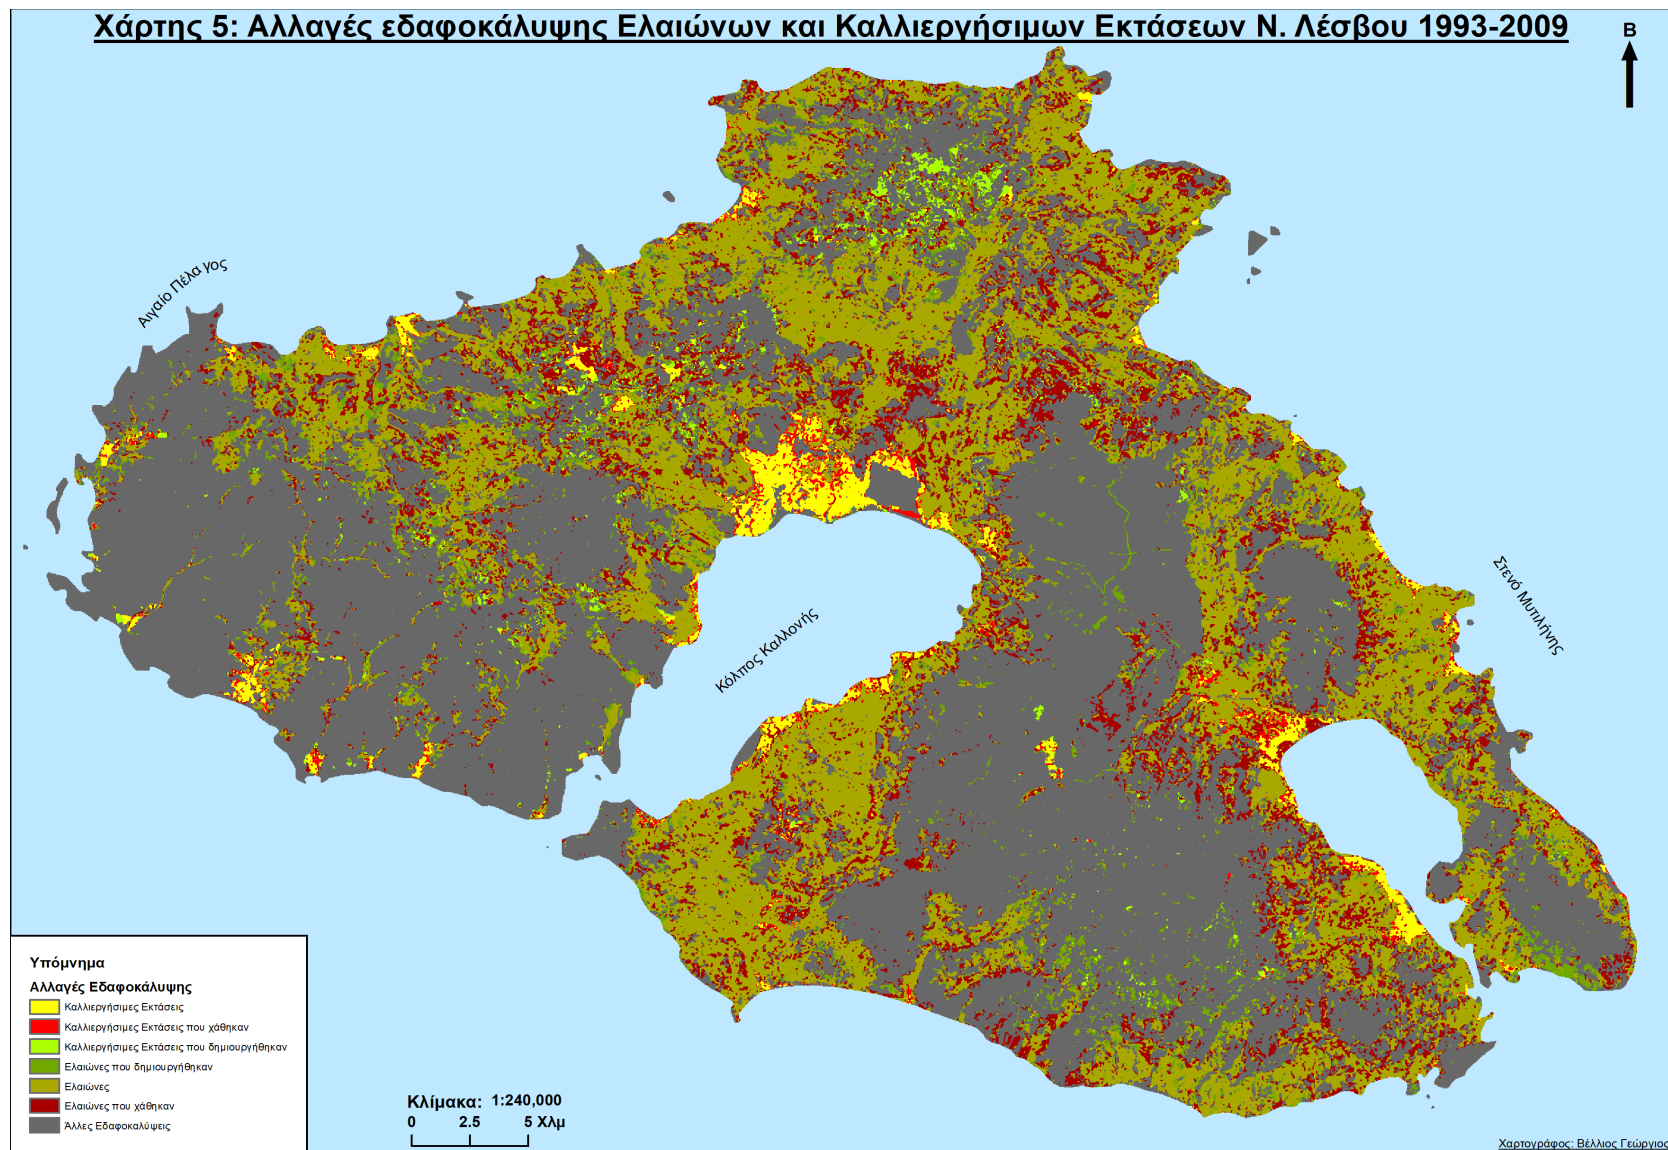 Χάρτης 5: Αλλαγές εδαφοκάλυψης Ελαιώνων και Καλλιεργήσιμων Εκτάσεων Ν. Λέσβου 1993-2009
Β
Αιγαίο Πέλα γος
Στενό Μυτιλήνης
Κόλπος Καλλονής
Υπόμνημα
Αλλαγές Εδαφοκάλυψης
Καλλιεργήσιμες Εκτάσεις
Καλλιεργήσιμες Εκτάσεις που χάθηκαν
Καλλιεργήσιμες Εκτάσεις που δημιουργήθηκαν
Ελαιώνες που δημιουργήθηκαν
Ελαιώνες
Ελαιώνες που χάθηκαν
Άλλες Εδαφοκαλύψεις
Κλίμακα: 1:240,000
0 2.5 5 Χλμ
Χαρτογράφος: Βέλλιος Γεώργιος